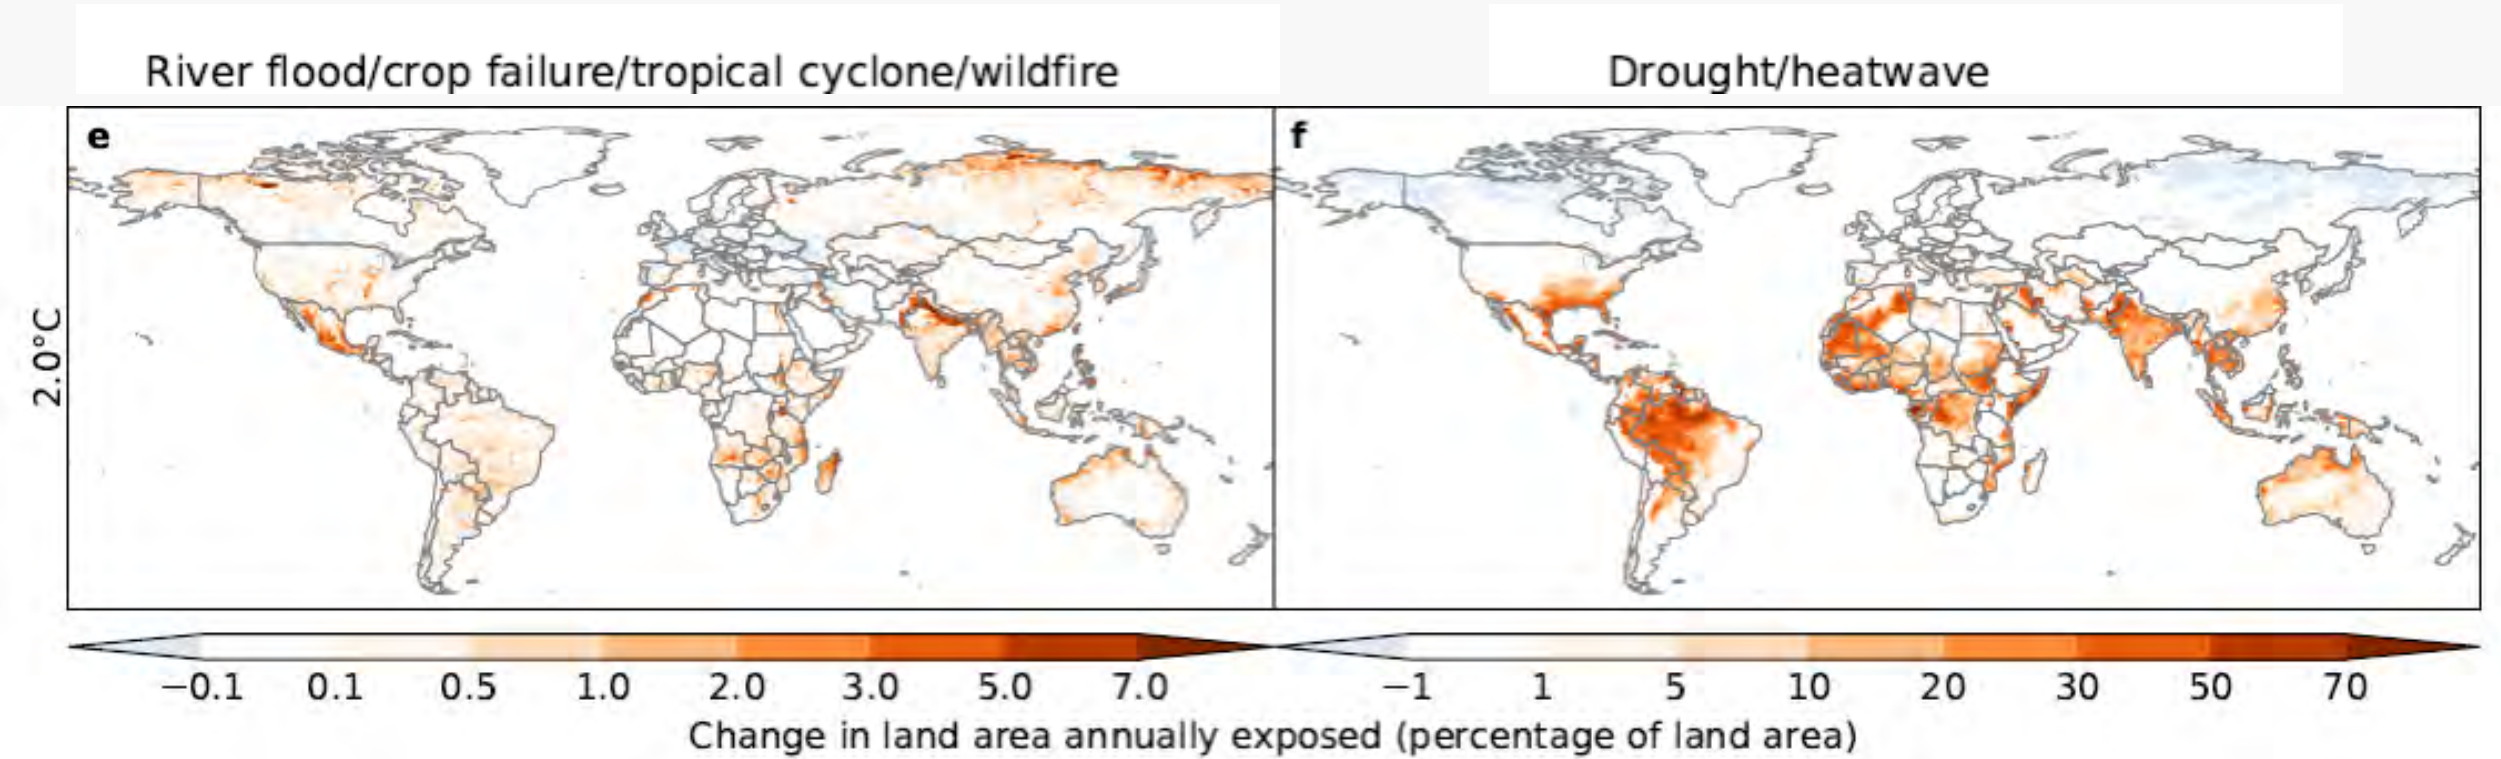 River flood/crop failure/tropical cyclone/wildfire
Drought/heatwave
e
f
2.0°C
−0.1 0.1 0.5 1.0 2.0 3.0 5.0 7.0
−1 1 5 10 20 30 50 70
Change in land area annually exposed (percentage of land area)